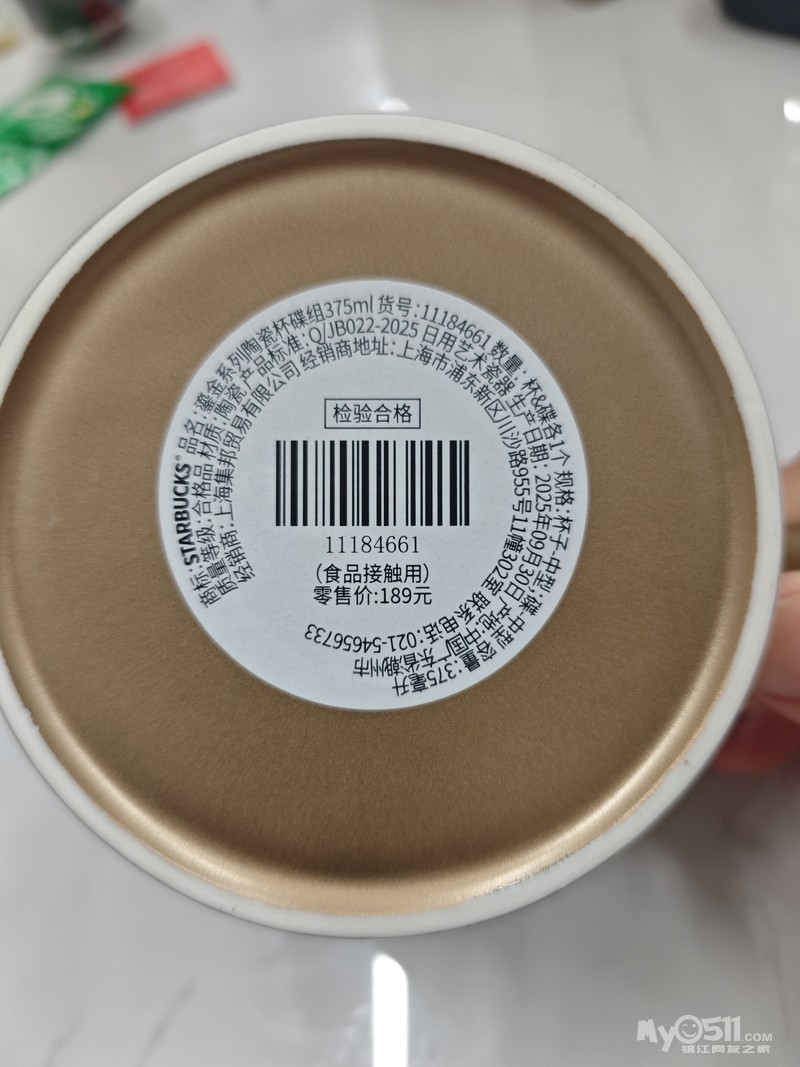 商标:STARBUCKS® 品名:鎏金系列陶瓷杯碟组375ml 货号:11184661 数量: 杯&碟各1个 规格:杯子-中型·碟-中型 容量:375毫升
质量等级:合格品 材质:陶瓷 产品标准:Q/JB022-2025 日用艺术瓷器 生产日期: 2025年09月30日 产地:中国广东省潮州市
经销商:上海集邦贸易有限公司 经销商地址:上海市浦东新区川沙路955号11幢302室 联系电话:021-54656733
检验合格
11184661
(食品接触用)
零售价:189元
My0511.COM
镇江网友之家